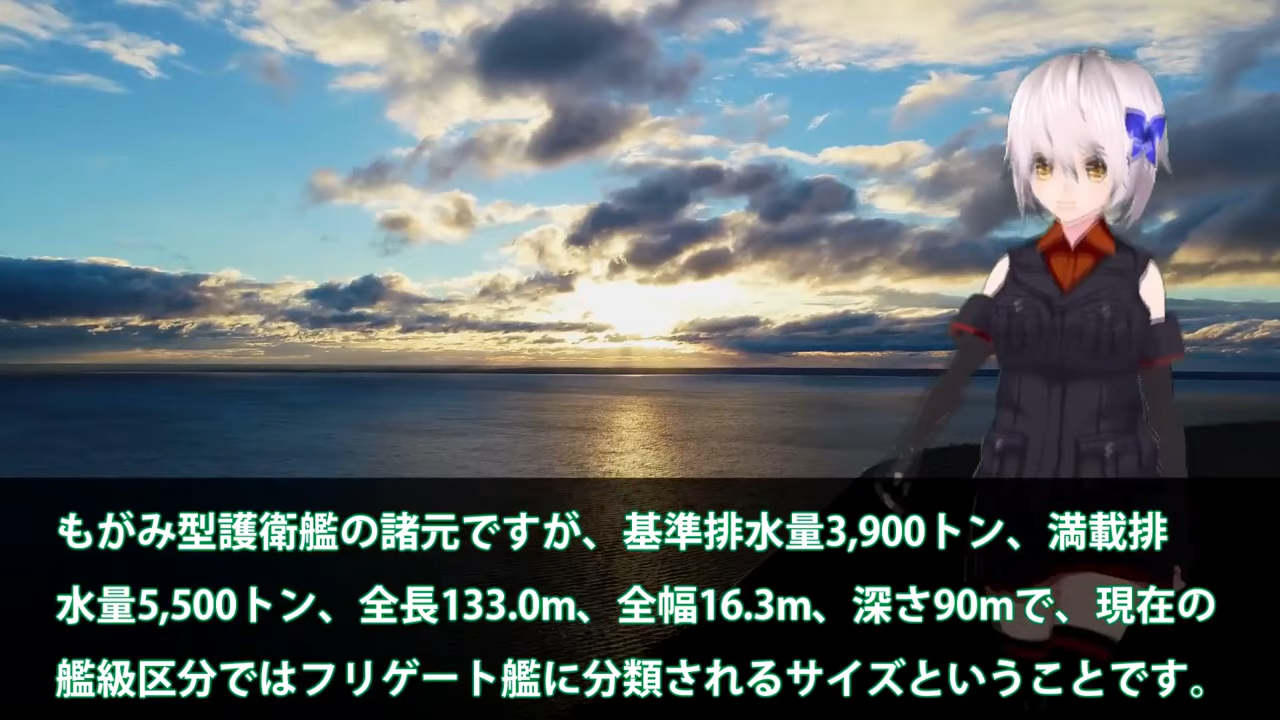 もがみ型護衛艦の諸元ですが、基準排水量3,900トン、満載排
水量5,500トン、全長133.0m、全幅16.3m、深さ90mで、現在の
艦級区分ではフリゲート艦に分類されるサイズということです。